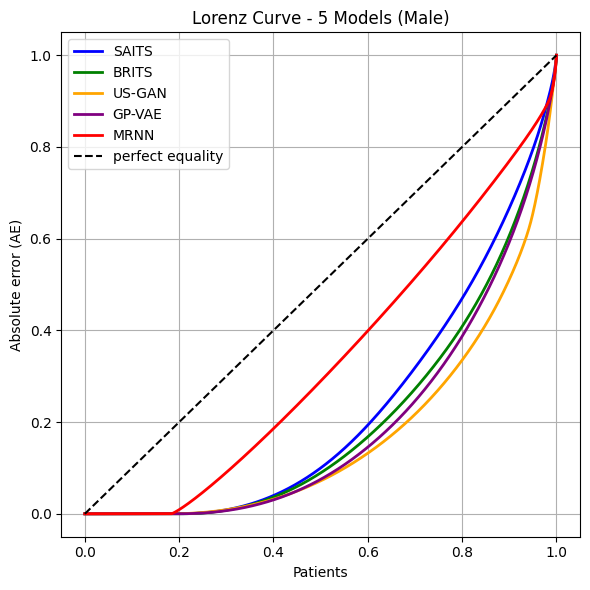 Lorenz Curve - 5 Models (Male)
SAITS
BRITS
US-GAN
GP-VAE
MRNN
perfect equality
Absolute error (AE)
1.0
0.8
0.6
0.4
0.2
0.0
0.0 0.2 0.4 0.6 0.8 1.0
Patients